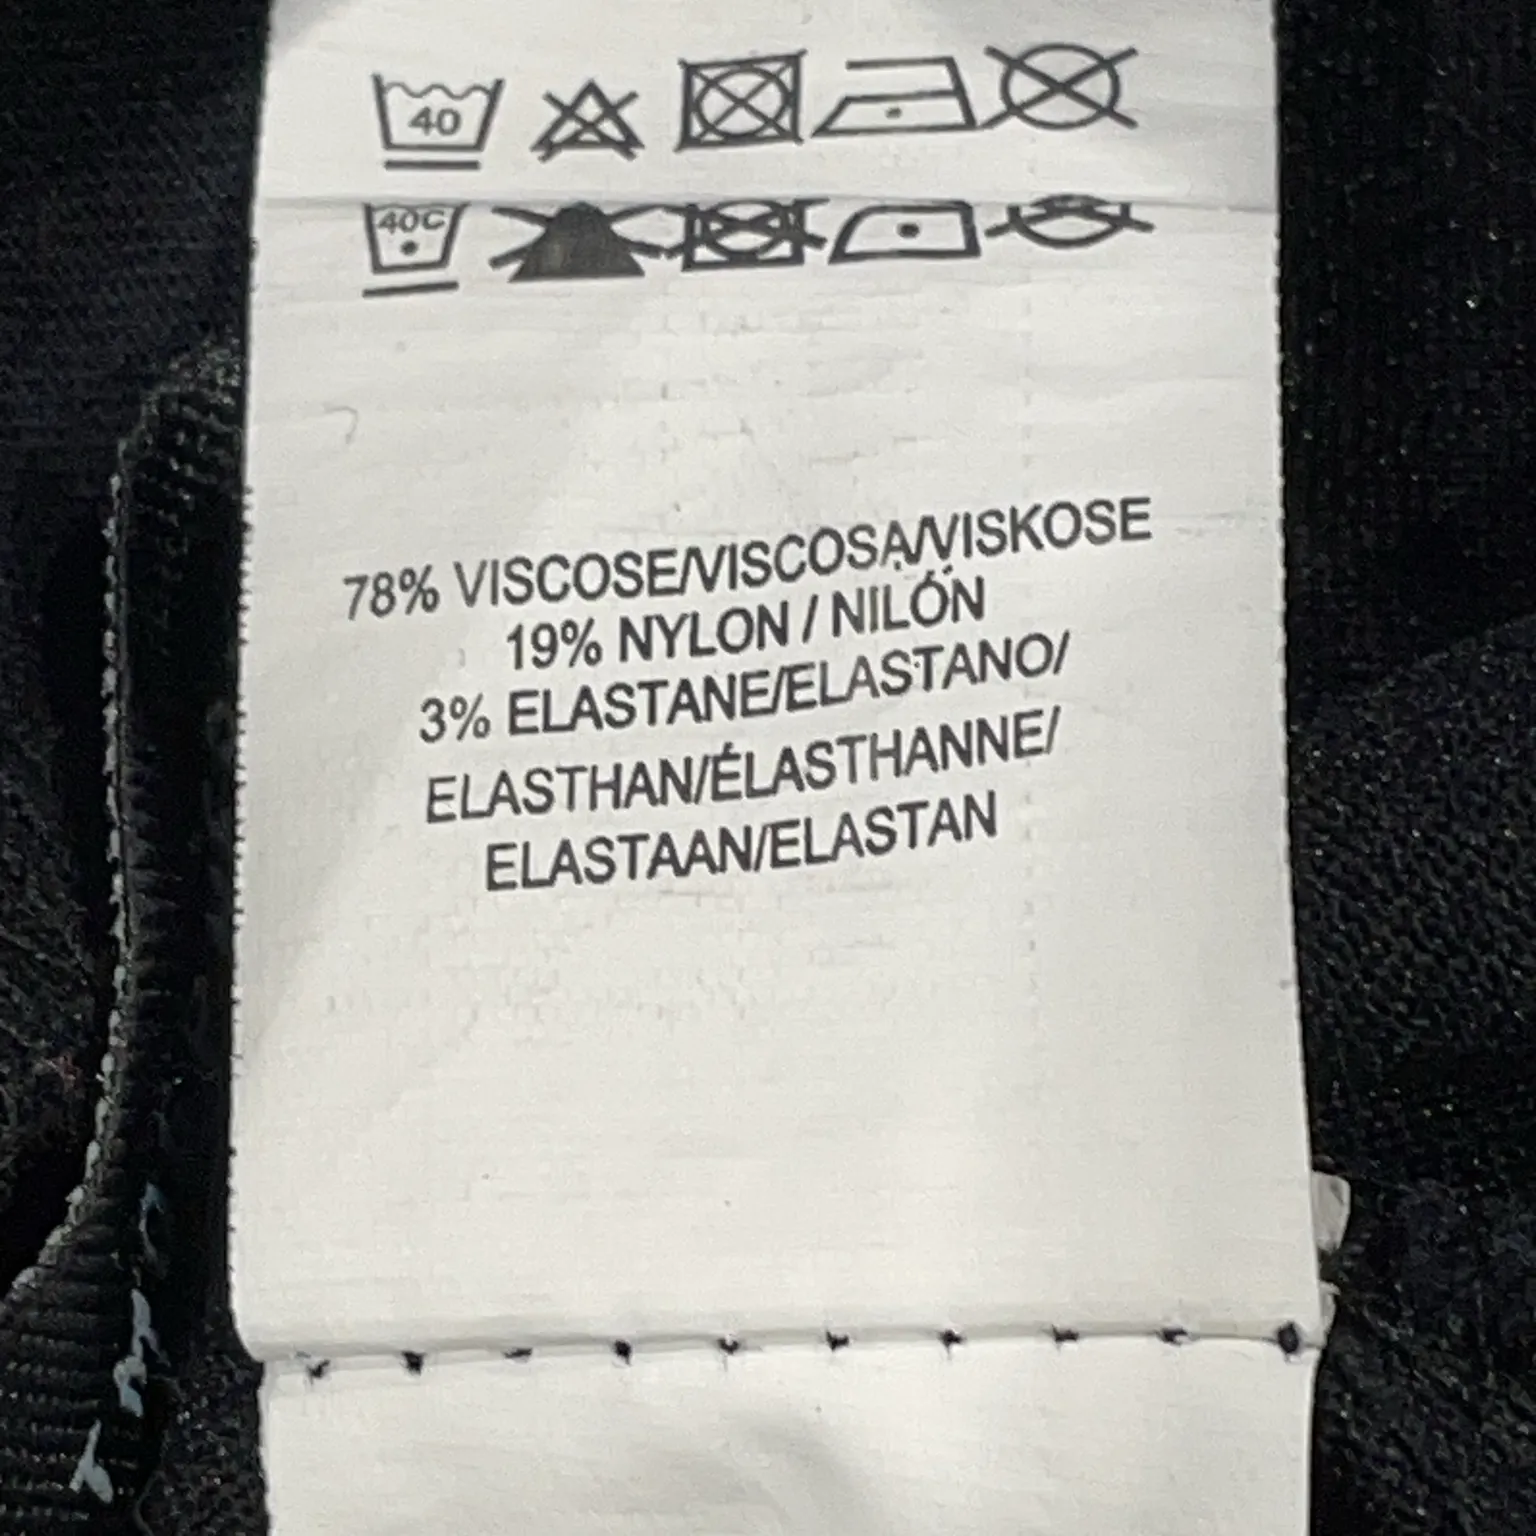 40
40C
78% VISCOSE/VISCOSA/VISKOSE
19% NYLON / NILÓN
3% ELASTANE/ELASTANO/
ELASTHAN/ÉLASTHANNE/
ELASTAAN/ELASTAN